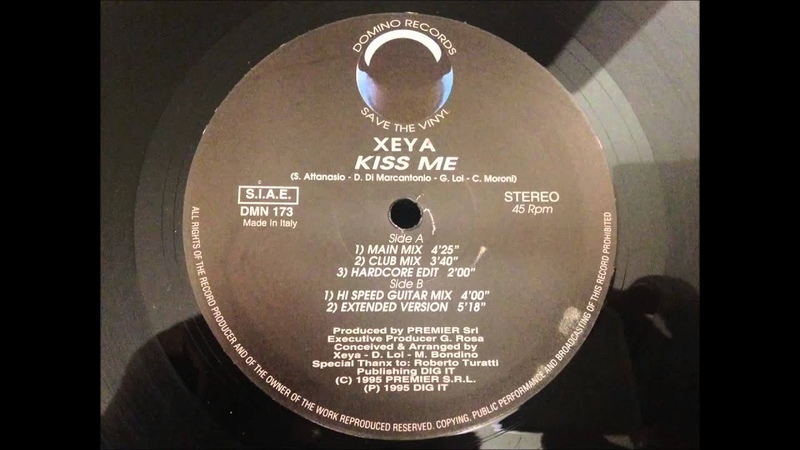 DOMINO RECORDS
SAVE THE VINYL
XEYA
KISS ME
(S. Attanasio - D. Di Marcantonio - G. Loi - C. Moroni)
S.I.A.E.
DMN 173
Made in Italy
STEREO
45 Rpm
Side A
1) MAIN MIX 4'25"
2) CLUB MIX 3'40"
3) HARDCORE EDIT 2'00"
Side B
1) HI SPEED GUITAR MIX 4'00"
2) EXTENDED VERSION 5'18"
Produced by PREMIER Srl
Executive Producer G. Rosa
Conceived & Arranged by
Xeya - D. Loi - M. Bondino
Special Thanx to: Roberto Turatti
Publishing DIG IT
(C) 1995 PREMIER S.R.L.
(P) 1995 DIG IT
ALL RIGHTS OF THE RECORD PRODUCER AND OF THE OWNER OF THE WORK REPRODUCED RESERVED. COPYING, PUBLIC PERFORMANCE AND BROADCASTING OF THIS RECORD PROHIBITED